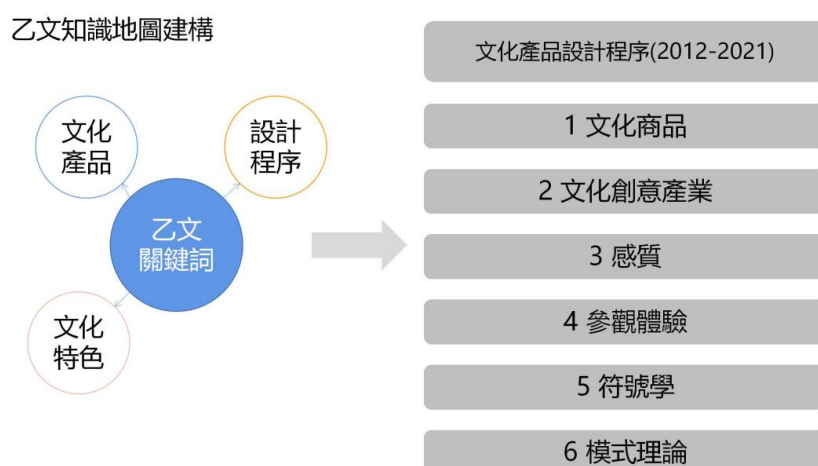 乙文知識地圖建構
文化
產品
設計
程序
乙文
關鍵詞
文化
特色
文化產品設計程序(2012-2021)
1 文化商品
2 文化創意產業
3 感質
4 參觀體驗
5 符號學
6 模式理論